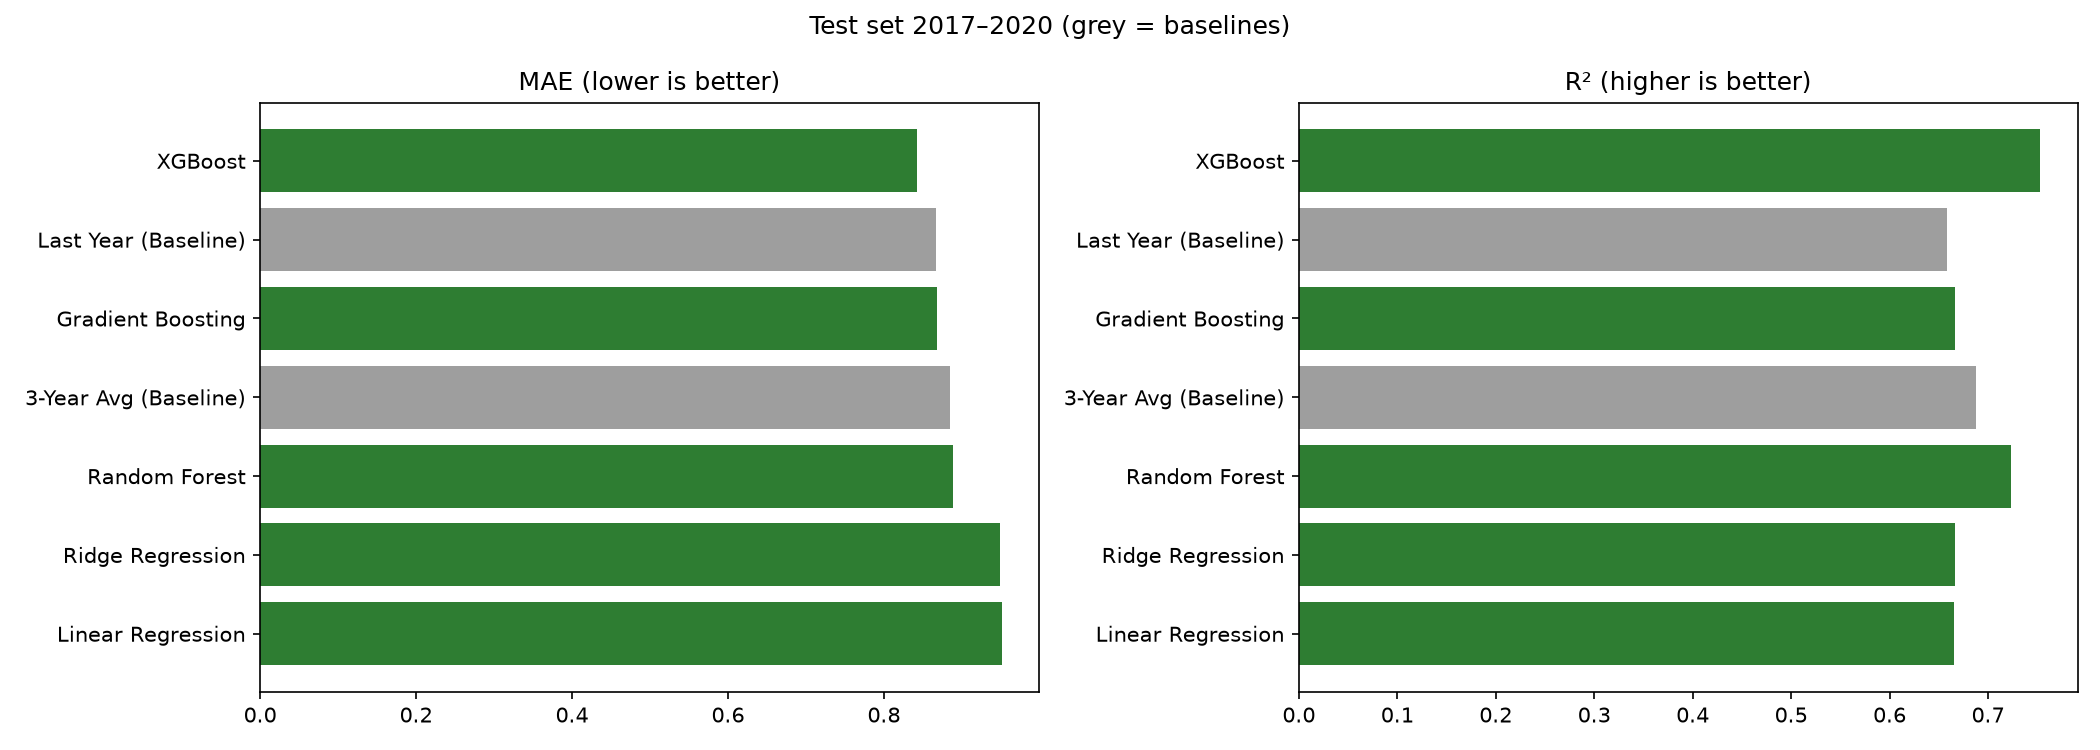 Test set 2017–2020 (grey = baselines)
MAE (lower is better)
XGBoost
Last Year (Baseline)
Gradient Boosting
3-Year Avg (Baseline)
Random Forest
Ridge Regression
Linear Regression
0.0 0.2 0.4 0.6 0.8
R² (higher is better)
XGBoost
Last Year (Baseline)
Gradient Boosting
3-Year Avg (Baseline)
Random Forest
Ridge Regression
Linear Regression
0.0 0.1 0.2 0.3 0.4 0.5 0.6 0.7